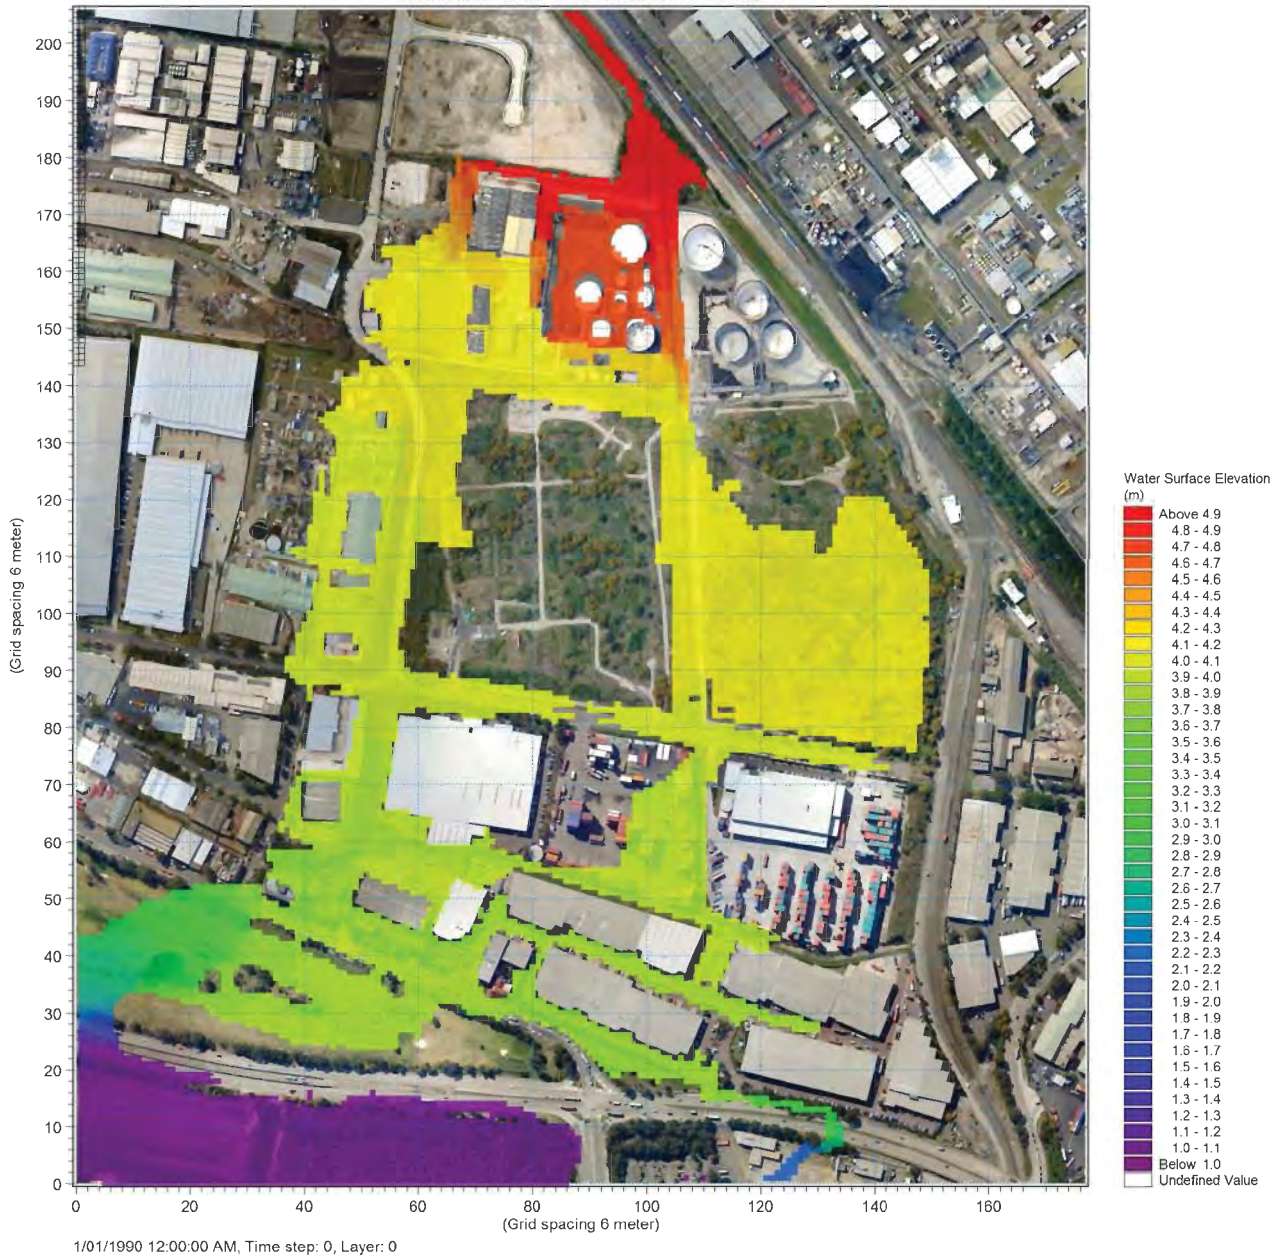 200
190
180
170
160
150
140
130
120
110
100
90
80
70
60
50
40
30
20
10
0
(Grid spacing 6 meter)
0 20 40 60 80 100 120 140 160
(Grid spacing 6 meter)
1/01/1990 12:00:00 AM, Time step: 0, Layer: 0
Water Surface Elevation
(m)
Above 4.9
4.8 - 4.9
4.7 - 4.8
4.6 - 4.7
4.5 - 4.6
4.4 - 4.5
4.3 - 4.4
4.2 - 4.3
4.1 - 4.2
4.0 - 4.1
3.9 - 4.0
3.8 - 3.9
3.7 - 3.8
3.6 - 3.7
3.5 - 3.6
3.4 - 3.5
3.3 - 3.4
3.2 - 3.3
3.1 - 3.2
3.0 - 3.1
2.9 - 3.0
2.8 - 2.9
2.7 - 2.8
2.6 - 2.7
2.5 - 2.6
2.4 - 2.5
2.3 - 2.4
2.2 - 2.3
2.1 - 2.2
2.0 - 2.1
1.9 - 2.0
1.8 - 1.9
1.7 - 1.8
1.6 - 1.7
1.5 - 1.6
1.4 - 1.5
1.3 - 1.4
1.2 - 1.3
1.1 - 1.2
1.0 - 1.1
Below 1.0
Undefined Value